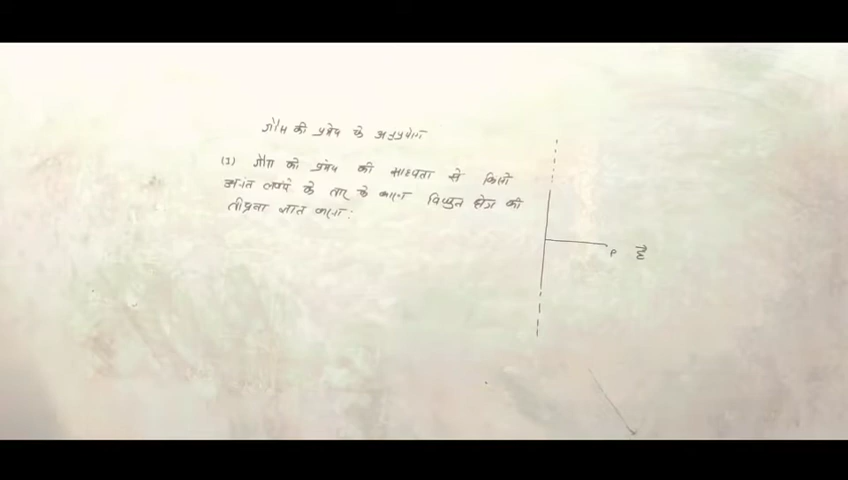 गौस की प्रमेय के अनुप्रयोग
(1) गौस की प्रमेय की सहायता से किसी
अनंत लम्बे के तार के कारण विद्युत क्षेत्र की
तीव्रता ज्ञात करना:
P